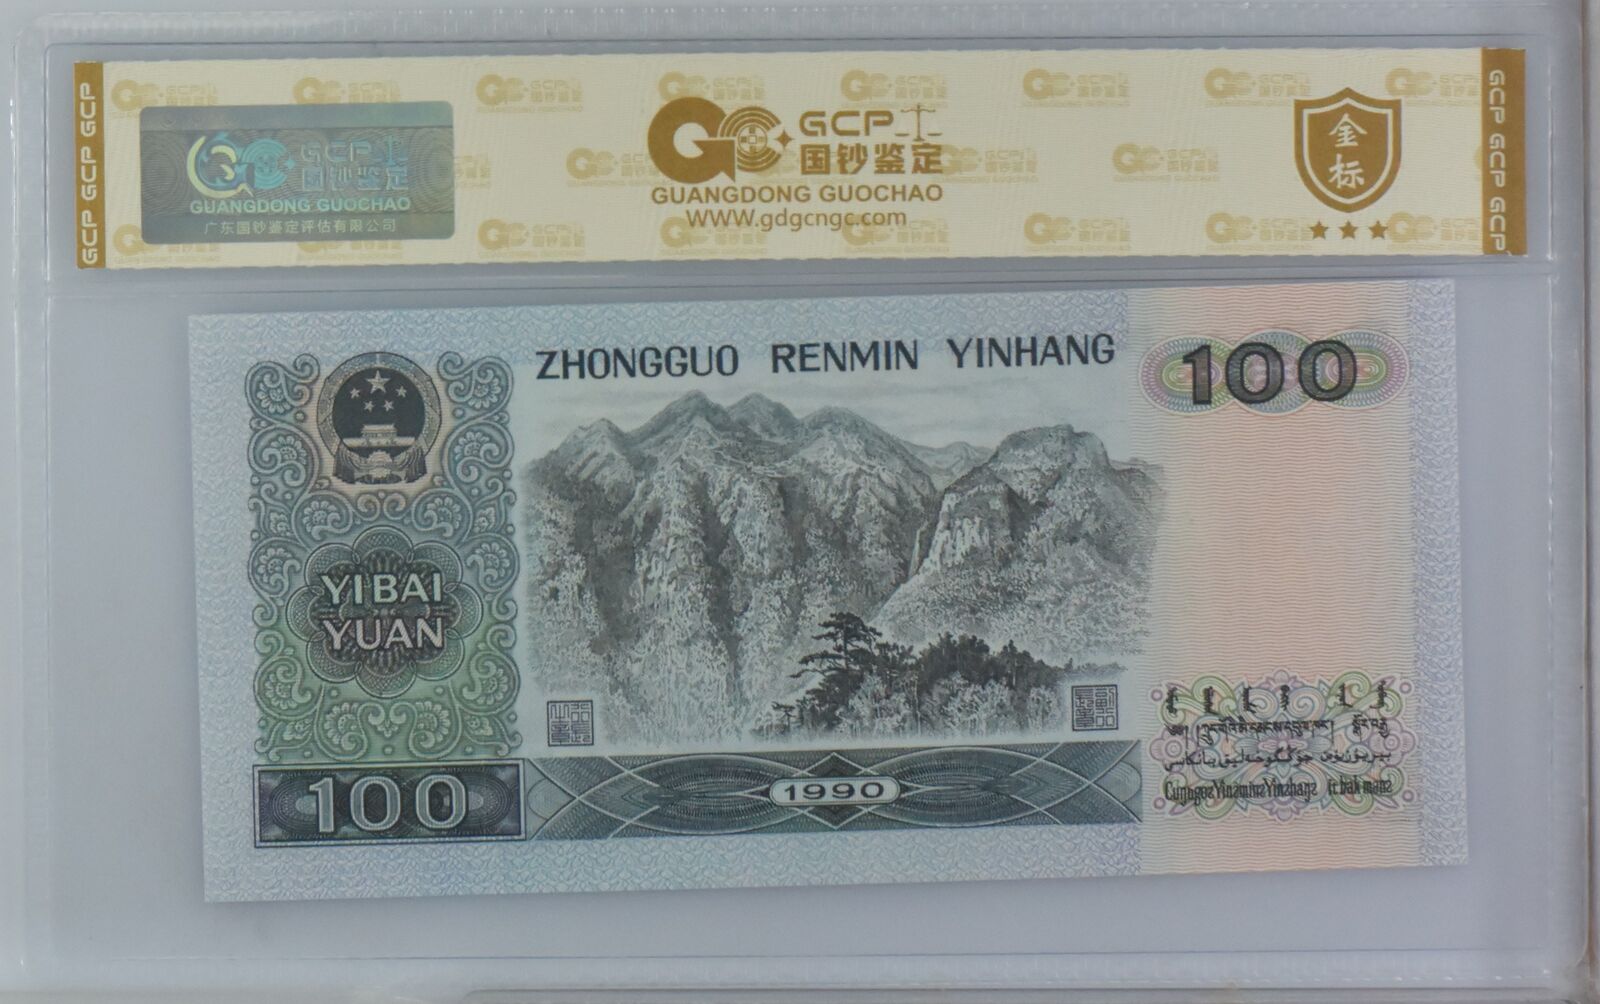 GCP GCP GCP
GCP 国钞鉴定
GUANGDONG GUOCHAO
广东国钞鉴定评估有限公司
GCP
国钞鉴定
GUANGDONG GUOCHAO
WWW.gdgcngc.com
金标
GCP GCP GCP
ZHONGGUO RENMIN YINHANG
100
YIBAI
YUAN
100
1990